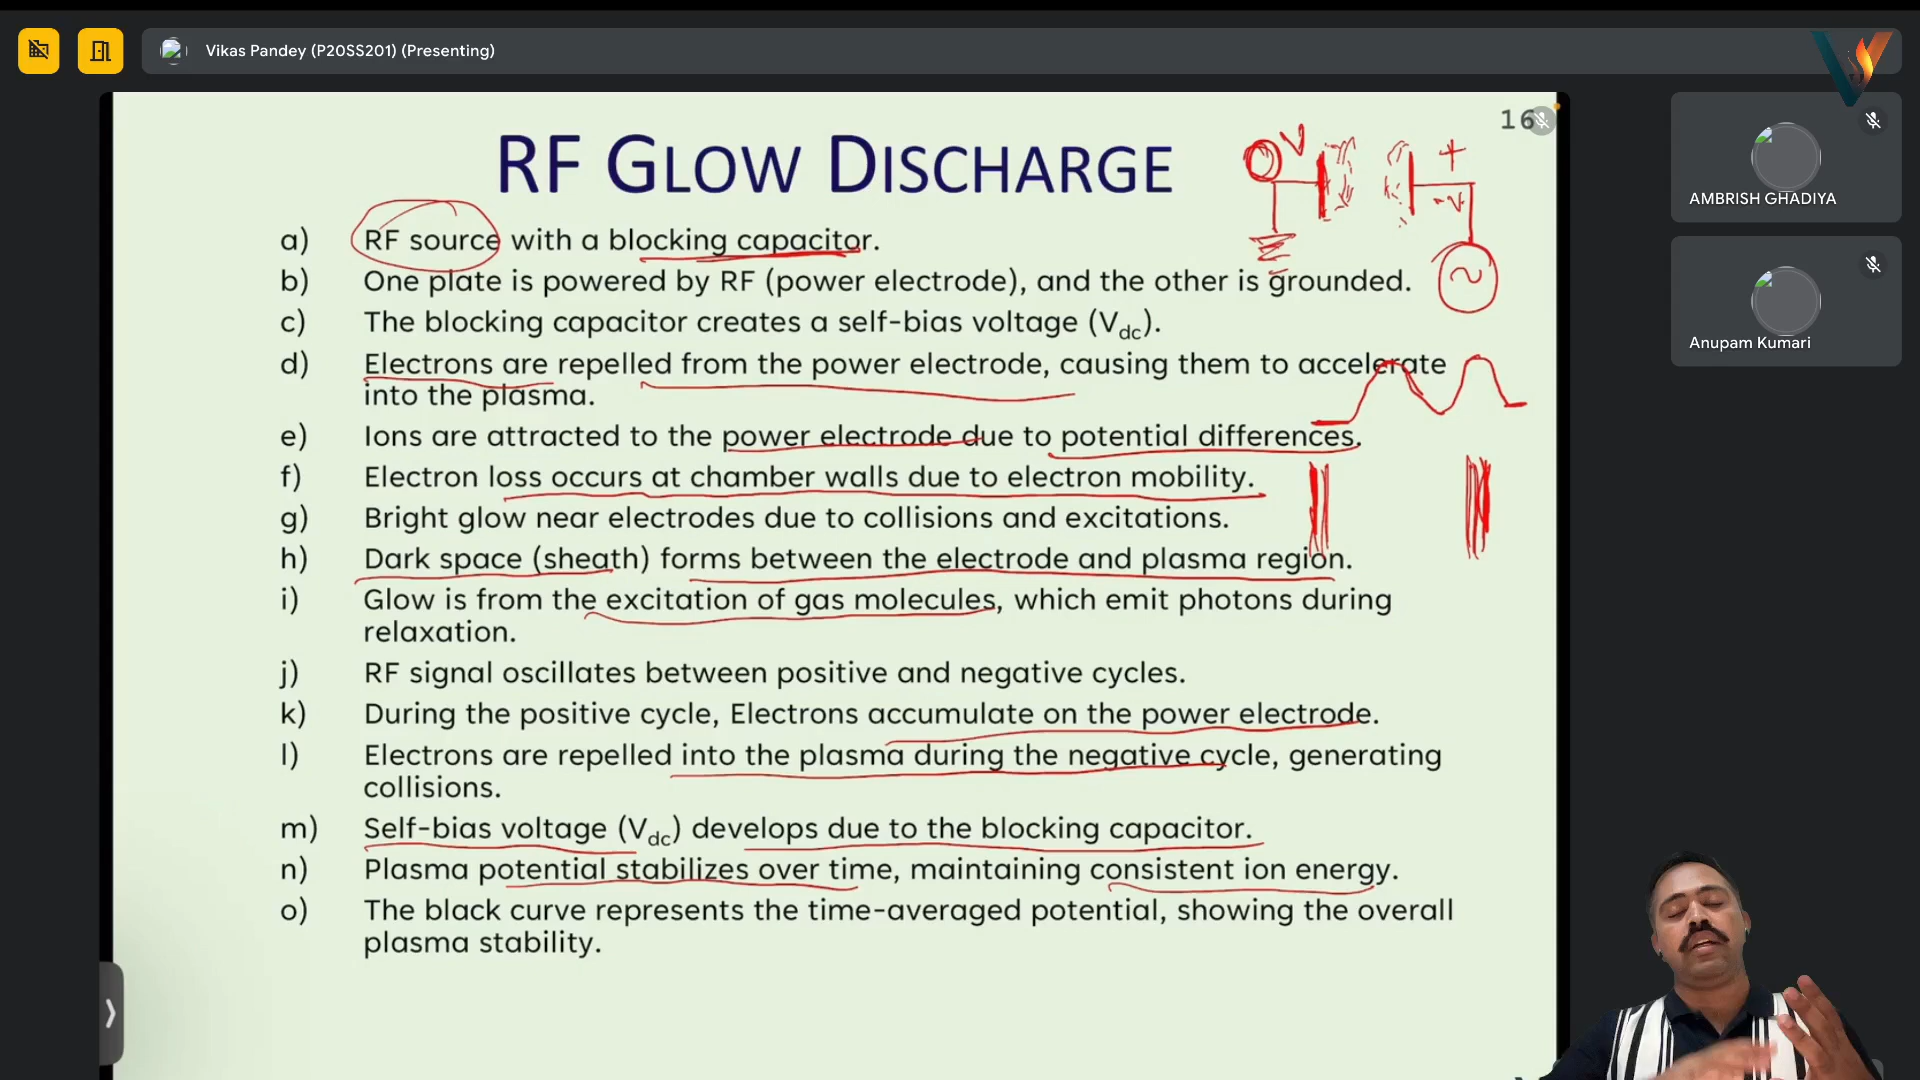 Vikas Pandey (P20SS201) (Presenting)
16
RF GLOW DISCHARGE
V
+
-V
a) RF source with a blocking capacitor.
b) One plate is powered by RF (power electrode), and the other is grounded.
c) The blocking capacitor creates a self-bias voltage (Vdc).
d) Electrons are repelled from the power electrode, causing them to accelerate
into the plasma.
e) Ions are attracted to the power electrode due to potential differences.
f) Electron loss occurs at chamber walls due to electron mobility.
g) Bright glow near electrodes due to collisions and excitations.
h) Dark space (sheath) forms between the electrode and plasma region.
i) Glow is from the excitation of gas molecules, which emit photons during
relaxation.
j) RF signal oscillates between positive and negative cycles.
k) During the positive cycle, Electrons accumulate on the power electrode.
l) Electrons are repelled into the plasma during the negative cycle, generating
collisions.
m) Self-bias voltage (Vdc) develops due to the blocking capacitor.
n) Plasma potential stabilizes over time, maintaining consistent ion energy.
o) The black curve represents the time-averaged potential, showing the overall
plasma stability.
AMBRISH GHADIYA
Anupam Kumari